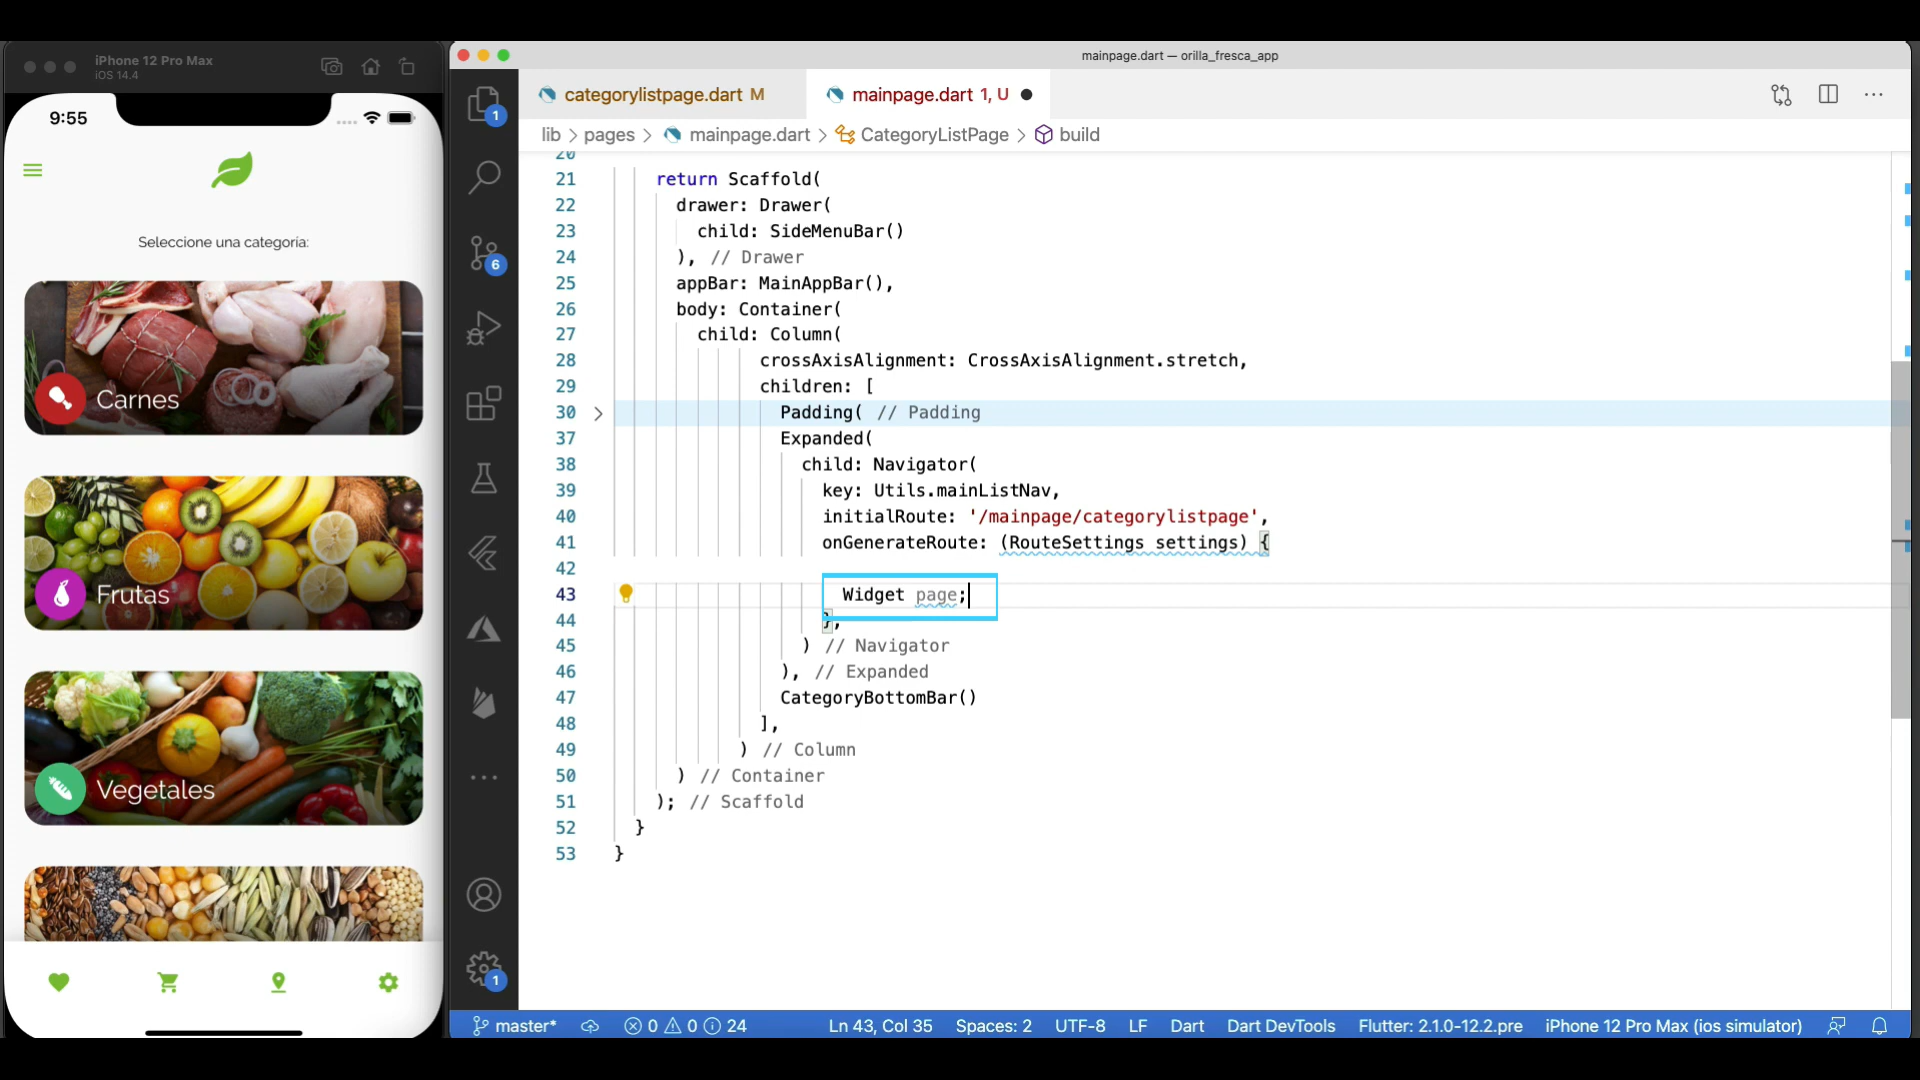 iPhone 12 Pro Max
iOS 14.4
9:55
Seleccione una categoría:
Carnes
Frutas
Vegetales
mainpage.dart — orilla_fresca_app
categorylistpage.dart M
mainpage.dart 1, U
lib > pages > mainpage.dart > CategoryListPage > build
1
6
1
20
21 return Scaffold(
22 drawer: Drawer(
23 child: SideMenuBar()
24 ), // Drawer
25 appBar: MainAppBar(),
26 body: Container(
27 child: Column(
28 crossAxisAlignment: CrossAxisAlignment.stretch,
29 children: [
30 Padding( // Padding
37 Expanded(
38 child: Navigator(
39 key: Utils.mainListNav,
40 initialRoute: '/mainpage/categorylistpage',
41 onGenerateRoute: (RouteSettings settings) {
42
43 Widget page;
44 },
45 ) // Navigator
46 ), // Expanded
47 CategoryBottomBar()
48 ],
49 ) // Column
50 ) // Container
51 ); // Scaffold
52 }
53 }
master* 0 0 24 Ln 43, Col 35 Spaces: 2 UTF-8 LF Dart Dart DevTools Flutter: 2.1.0-12.2.pre iPhone 12 Pro Max (ios simulator)